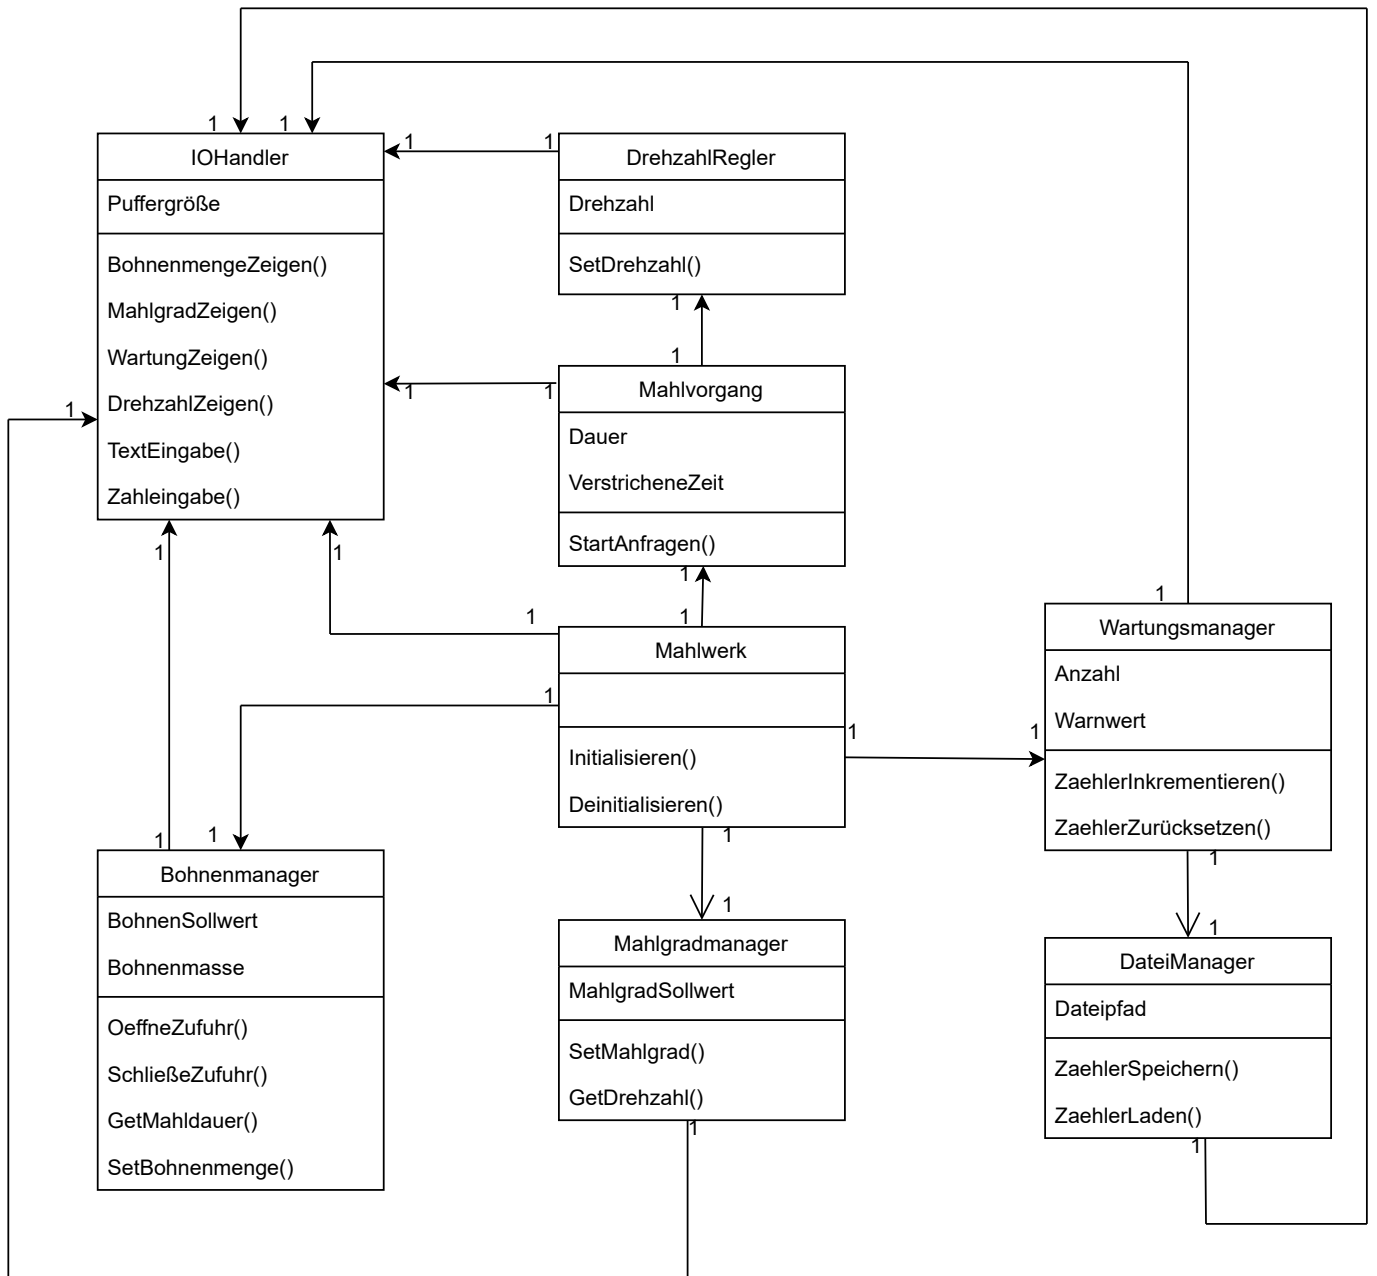 1
1
IOHandler
Puffergröße
BohnenmengeZeigen()
MahlgradZeigen()
WartungZeigen()
DrehzahlZeigen()
TextEingabe()
Zahleingabe()
1
1
DrehzahlRegler
Drehzahl
SetDrehzahl()
1
1
Mahlvorgang
Dauer
VerstricheneZeit
StartAnfragen()
1
1
1
1
1
1
1
1
1
Mahlwerk
Initialisieren()
Deinitialisieren()
1
1
1
1
Wartungsmanager
Anzahl
Warnwert
ZaehlerInkrementieren()
ZaehlerZurücksetzen()
1
1
Bohnenmanager
BohnenSollwert
Bohnenmasse
OeffneZufuhr()
SchließeZufuhr()
GetMahldauer()
SetBohnenmenge()
1
1
Mahlgradmanager
MahlgradSollwert
SetMahlgrad()
GetDrehzahl()
1
1
1
DateiManager
Dateipfad
ZaehlerSpeichern()
ZaehlerLaden()
1